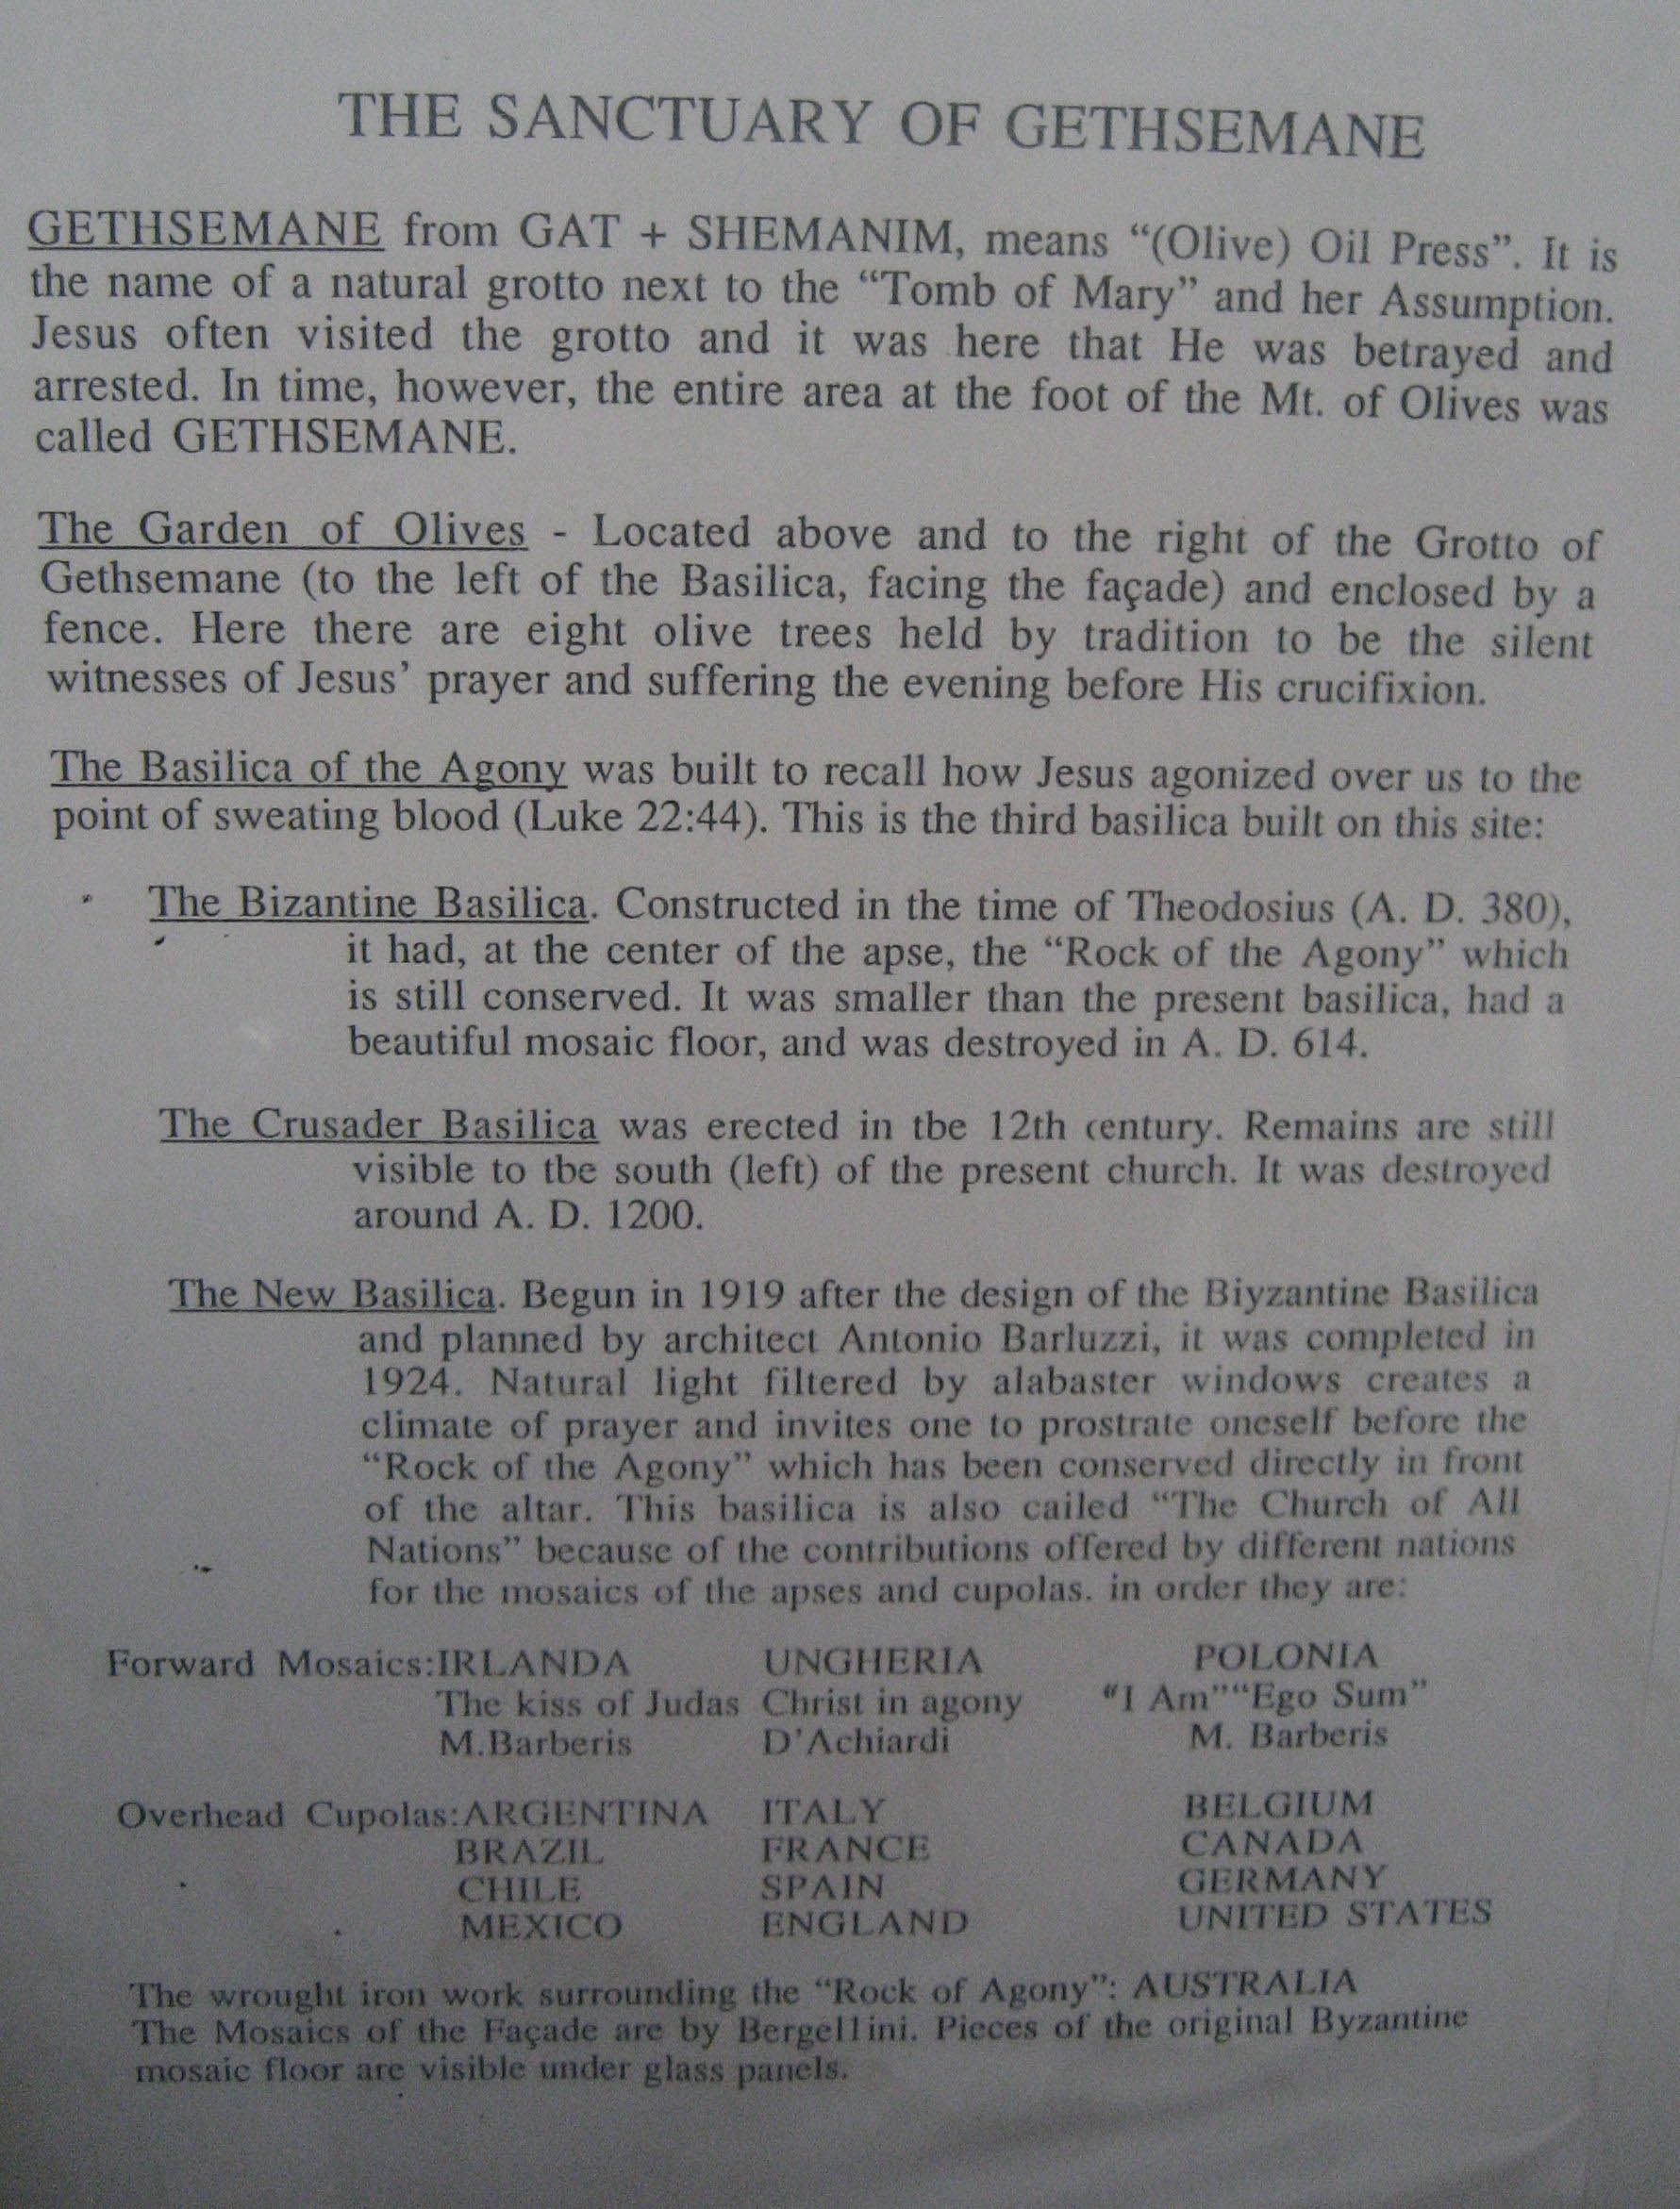 THE SANCTUARY OF GETHSEMANE
GETHSEMANE from GAT + SHEMANIM, means “(Olive) Oil Press”. It is
the name of a natural grotto next to the “Tomb of Mary” and her Assumption.
Jesus often visited the grotto and it was here that He was betrayed and
arrested. In time, however, the entire area at the foot of the Mt. of Olives was
called GETHSEMANE.
The Garden of Olives - Located above and to the right of the Grotto of
Gethsemane (to the left of the Basilica, facing the façade) and enclosed by a
fence. Here there are eight olive trees held by tradition to be the silent
witnesses of Jesus’ prayer and suffering the evening before His crucifixion.
The Basilica of the Agony was built to recall how Jesus agonized over us to the
point of sweating blood (Luke 22:44). This is the third basilica built on this site:
The Bizantine Basilica. Constructed in the time of Theodosius (A. D. 380),
it had, at the center of the apse, the “Rock of the Agony” which
is still conserved. It was smaller than the present basilica, had a
beautiful mosaic floor, and was destroyed in A. D. 614.
The Crusader Basilica was erected in tbe 12th century. Remains are still
visible to tbe south (left) of the present church. It was destroyed
around A. D. 1200.
The New Basilica. Begun in 1919 after the design of the Biyzantine Basilica
and planned by architect Antonio Barluzzi, it was completed in
1924. Natural light filtered by alabaster windows creates a
climate of prayer and invites one to prostrate oneself before the
“Rock of the Agony” which has been conserved directly in front
of the altar. This basilica is also cailed “The Church of All
Nations” because of the contributions offered by different nations
for the mosaics of the apses and cupolas. in order they are:
Forward Mosaics: IRLANDA UNGHERIA POLONIA
The kiss of Judas Christ in agony “I Am” “Ego Sum”
M.Barberis D’Achiardi M. Barberis
Overhead Cupolas: ARGENTINA ITALY BELGIUM
BRAZIL FRANCE CANADA
CHILE SPAIN GERMANY
MEXICO ENGLAND UNITED STATES
The wrought iron work surrounding the “Rock of Agony”: AUSTRALIA
The Mosaics of the Façade are by Bergellini. Pieces of the original Byzantine
mosaic floor are visible under glass panels.